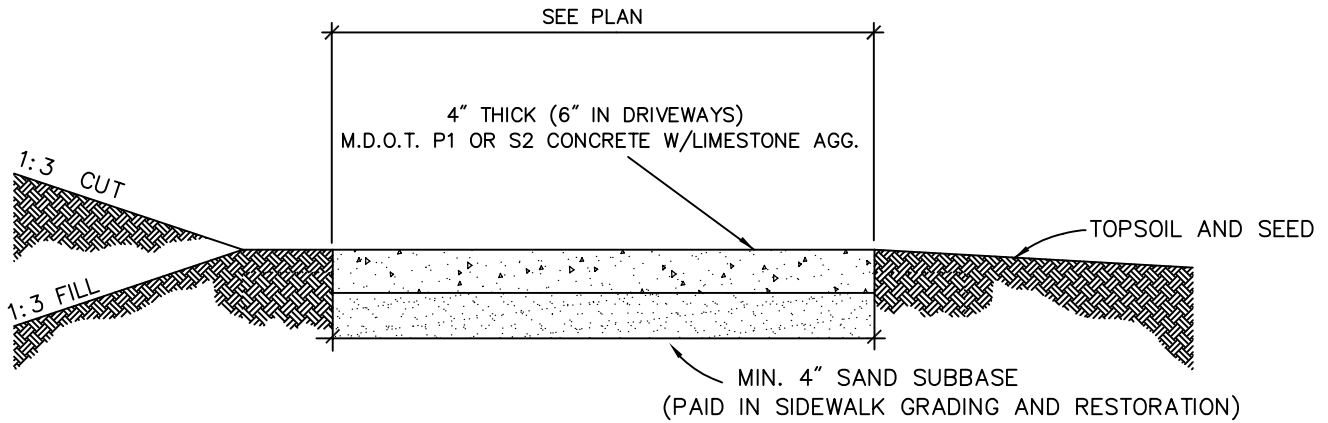 SEE PLAN
4" THICK (6" IN DRIVEWAYS)
M.D.O.T. P1 OR S2 CONCRETE W/LIMESTONE AGG.
1:3 CUT
TOPSOIL AND SEED
1:3 FILL
MIN. 4" SAND SUBBASE
(PAID IN SIDEWALK GRADING AND RESTORATION)